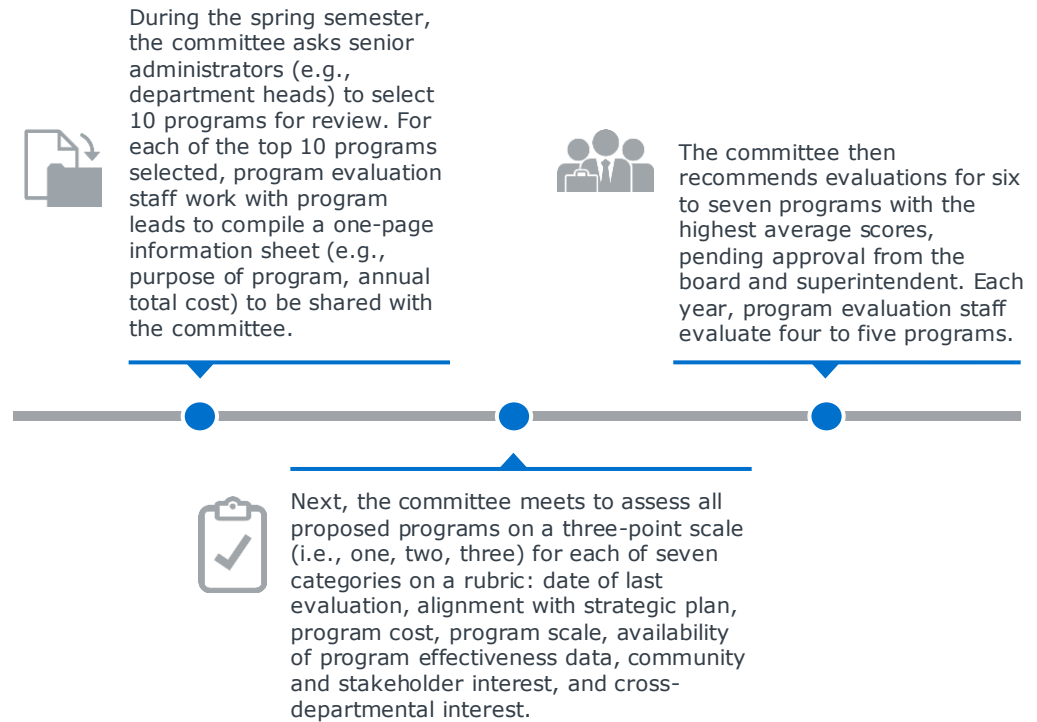 During the spring semester,
the committee asks senior
administrators (e.g.,
department heads) to select
10 programs for review. For
each of the top 10 programs
selected, program evaluation
staff work with program
leads to compile a one-page
information sheet (e.g.,
purpose of program, annual
total cost) to be shared with
the committee.
Next, the committee meets to assess all
proposed programs on a three-point scale
(i.e., one, two, three) for each of seven
categories on a rubric: date of last
evaluation, alignment with strategic plan,
program cost, program scale, availability
of program effectiveness data, community
and stakeholder interest, and cross-
departmental interest.
The committee then
recommends evaluations for six
to seven programs with the
highest average scores,
pending approval from the
board and superintendent. Each
year, program evaluation staff
evaluate four to five programs.